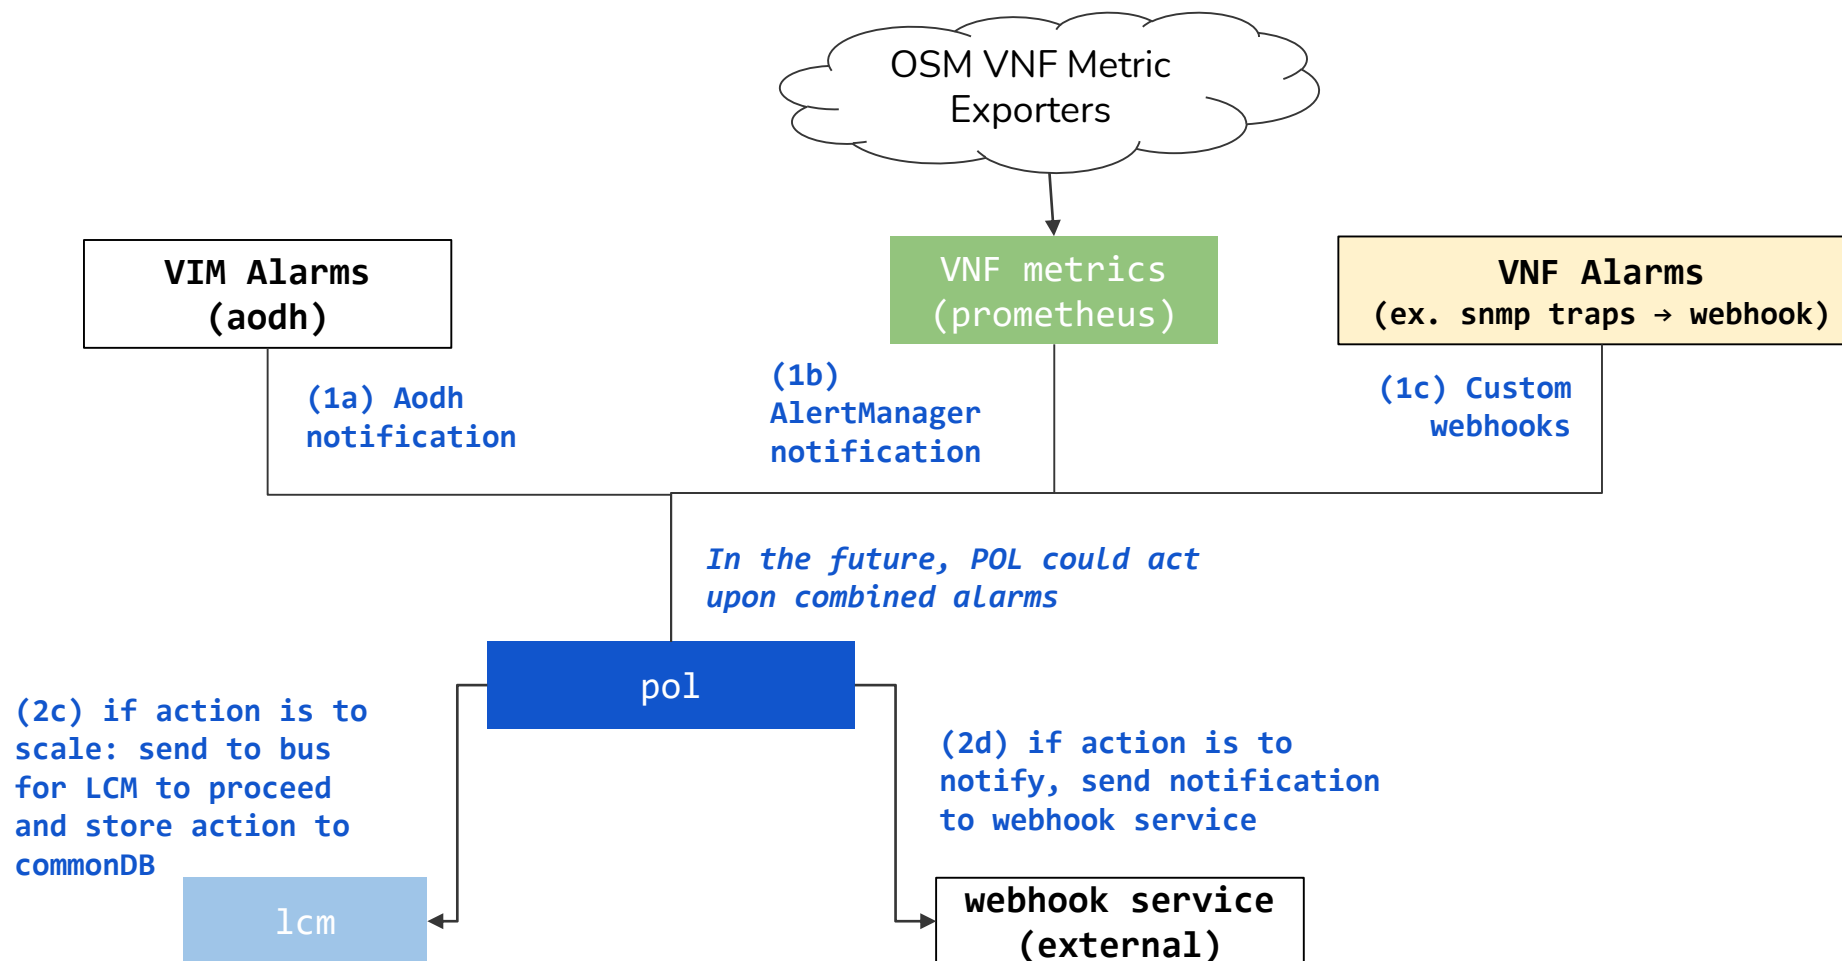 OSM VNF Metric
Exporters
VIM Alarms
(aodh)
VNF metrics
(prometheus)
VNF Alarms
(ex. snmp traps → webhook)
(1a) Aodh
notification
(1b)
AlertManager
notification
(1c) Custom
webhooks
In the future, POL could act
upon combined alarms
pol
(2c) if action is to
scale: send to bus
for LCM to proceed
and store action to
commonDB
(2d) if action is to
notify, send notification
to webhook service
lcm
webhook service
(external)